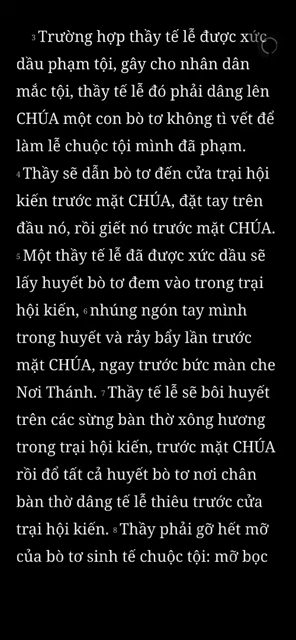 3 Trường hợp thầy tế lễ được xức
dầu phạm tội, gây cho nhân dân
mắc tội, thầy tế lễ đó phải dâng lên
CHÚA một con bò tơ không tì vết để
làm lễ chuộc tội mình đã phạm.
4 Thầy sẽ dẫn bò tơ đến cửa trại hội
kiến trước mặt CHÚA, đặt tay trên
đầu nó, rồi giết nó trước mặt CHÚA.
5 Một thầy tế lễ đã được xức dầu sẽ
lấy huyết bò tơ đem vào trong trại
hội kiến, 6 nhúng ngón tay mình
trong huyết và rảy bẩy lần trước
mặt CHÚA, ngay trước bức màn che
Nơi Thánh. 7 Thầy tế lễ sẽ bôi huyết
trên các sừng bàn thờ xông hương
trong trại hội kiến, trước mặt CHÚA
rồi đổ tất cả huyết bò tơ nơi chân
bàn thờ dâng tế lễ thiêu trước cửa
trại hội kiến. 8 Thầy phải gỡ hết mỡ
của bò tơ sinh tế chuộc tội: mỡ bọc